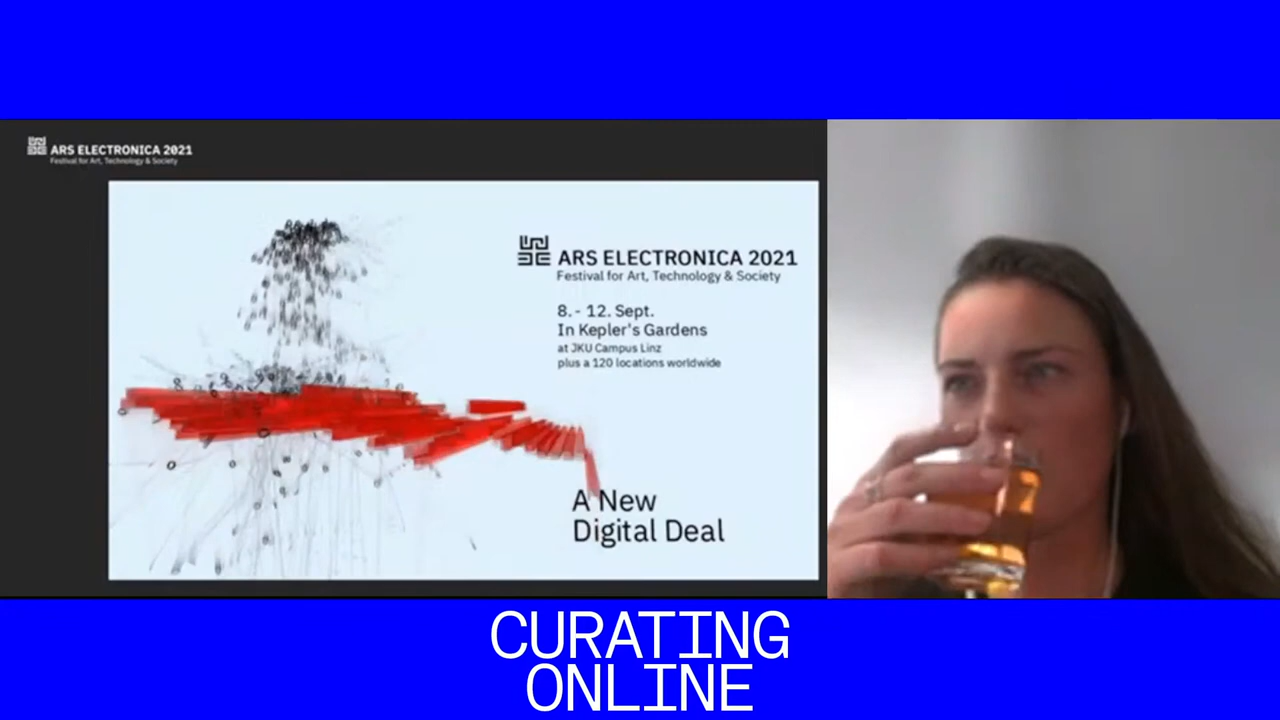 ARS ELECTRONICA 2021
Festival for Art, Technology & Society
ARS ELECTRONICA 2021
Festival for Art, Technology & Society
8. - 12. Sept.
In Kepler's Gardens
at JKU Campus Linz
plus a 120 locations worldwide
A New
Digital Deal
CURATING
ONLINE